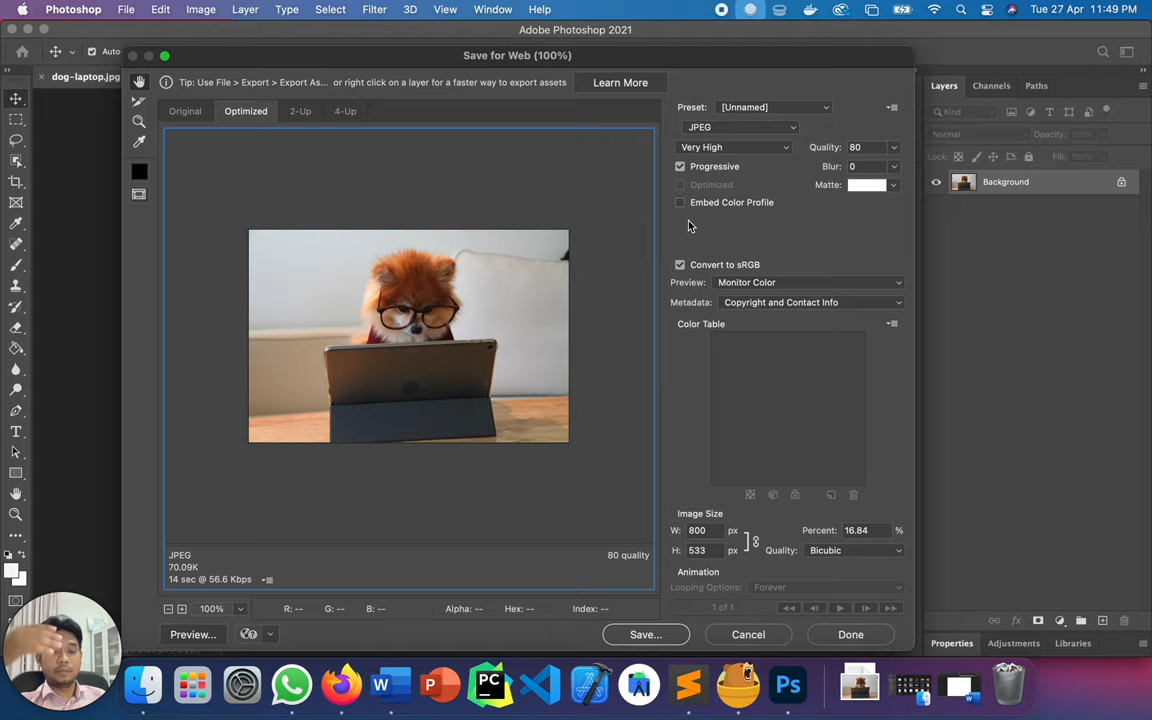 Photoshop File Edit Image Layer Type Select Filter 3D View Window Help Tue 27 Apr 11:49 PM
Adobe Photoshop 2021
Save for Web (100%)
Auto
dog-laptop.jpg
Tip: Use File > Export > Export As... or right click on a layer for a faster way to export assets
Learn More
Original Optimized 2-Up 4-Up
Preset: [Unnamed]
JPEG
Very High Quality: 80
Progressive Blur: 0
Optimized Matte:
Embed Color Profile
Convert to sRGB
Preview: Monitor Color
Metadata: Copyright and Contact Info
Color Table
Image Size
W: 800 px Percent: 16.84 %
H: 533 px Quality: Bicubic
Animation
Looping Options: Forever
1 of 1
JPEG 80 quality
70.09K
14 sec @ 56.6 Kbps
100% R: -- G: -- B: -- Alpha: -- Hex: -- Index: --
Preview... Save... Cancel Done
Layers Channels Paths
Kind
Normal Opacity: 100%
Lock: Fill: 100%
Background
Properties Adjustments Libraries
W P PC Ps